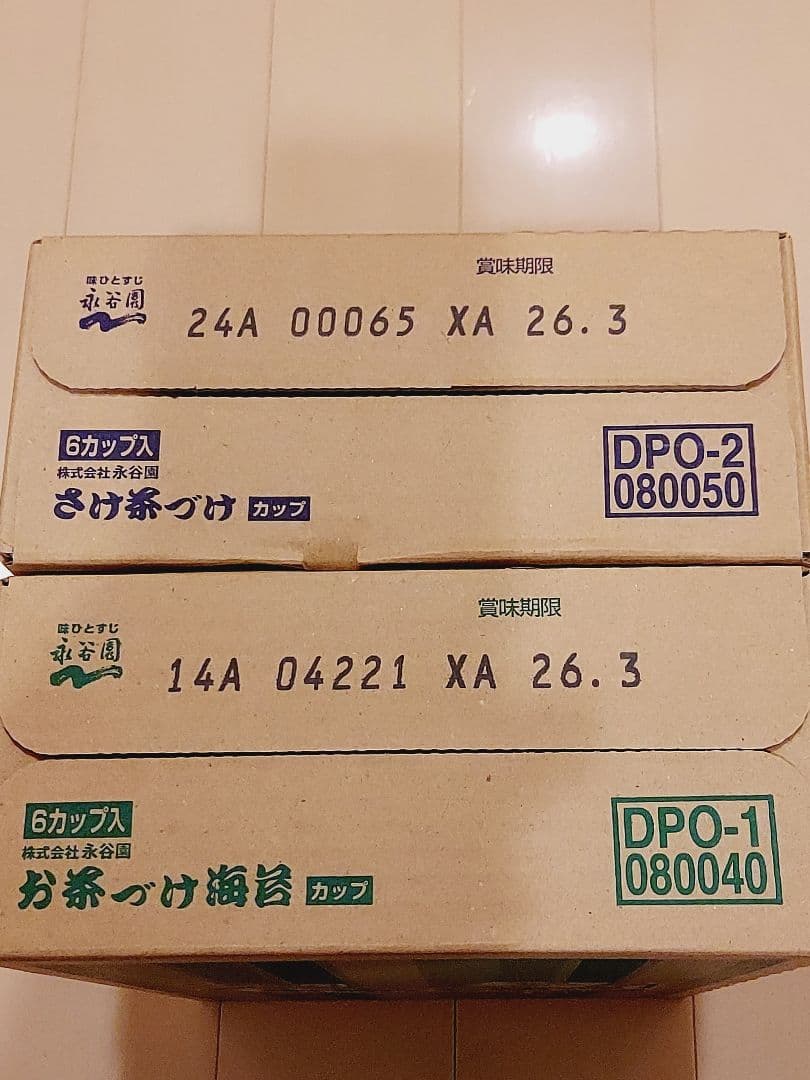 賞味期限
味ひとすじ
永谷園
24A 00065 XA 26.3
6カップ入
株式会社永谷園
さけ茶づけ カップ
DPO-2
080050
賞味期限
味ひとすじ
永谷園
14A 04221 XA 26.3
6カップ入
株式会社永谷園
お茶づけ海苔 カップ
DPO-1
080040